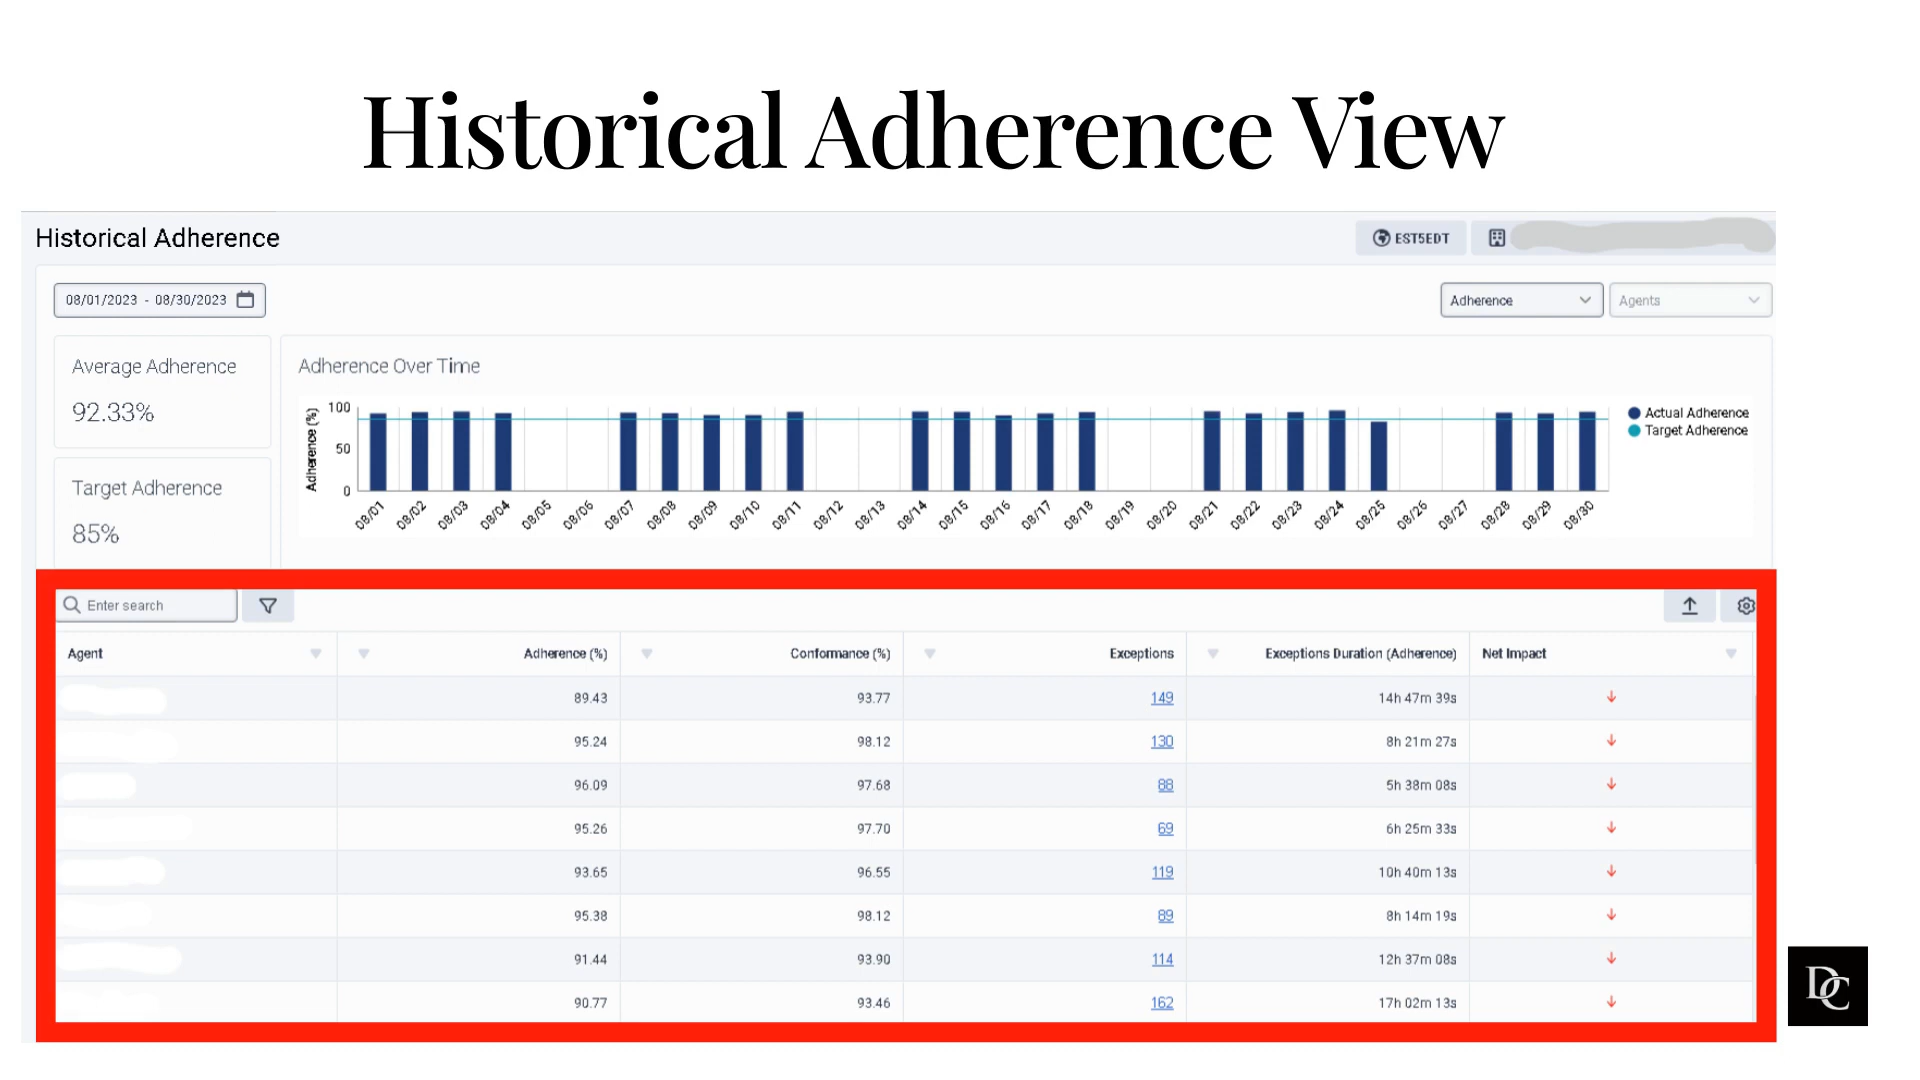 Historical Adherence View
Historical Adherence
EST5EDT
08/01/2023 - 08/30/2023
Adherence
Agents
Average Adherence
92.33%
Target Adherence
85%
Adherence Over Time
Adherence (%)
100
50
0
08/01 08/02 08/03 08/04 08/05 08/06 08/07 08/08 08/09 08/10 08/11 08/12 08/13 08/14 08/15 08/16 08/17 08/18 08/19 08/20 08/21 08/22 08/23 08/24 08/25 08/26 08/27 08/28 08/29 08/30
Actual Adherence
Target Adherence
Enter search
Agent Adherence (%) Conformance (%) Exceptions Exceptions Duration (Adherence) Net Impact
89.43 93.77 149 14h 47m 39s
95.24 98.12 130 8h 21m 27s
96.09 97.68 88 5h 38m 08s
95.26 97.70 69 6h 25m 33s
93.65 96.55 119 10h 40m 13s
95.38 98.12 89 8h 14m 19s
91.44 93.90 114 12h 37m 08s
90.77 93.46 162 17h 02m 13s
DC